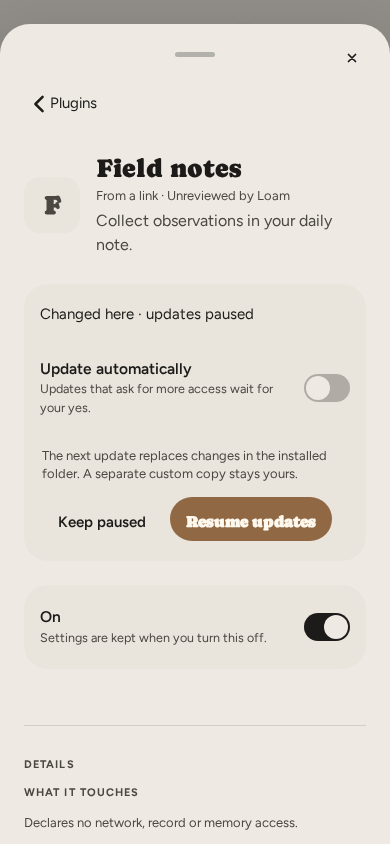 Plugins
Field notes
F
From a link · Unreviewed by Loam
Collect observations in your daily
note.
Changed here · updates paused
Update automatically
Updates that ask for more access wait for
your yes.
The next update replaces changes in the installed
folder. A separate custom copy stays yours.
Keep paused
Resume updates
On
Settings are kept when you turn this off.
DETAILS
WHAT IT TOUCHES
Declares no network, record or memory access.